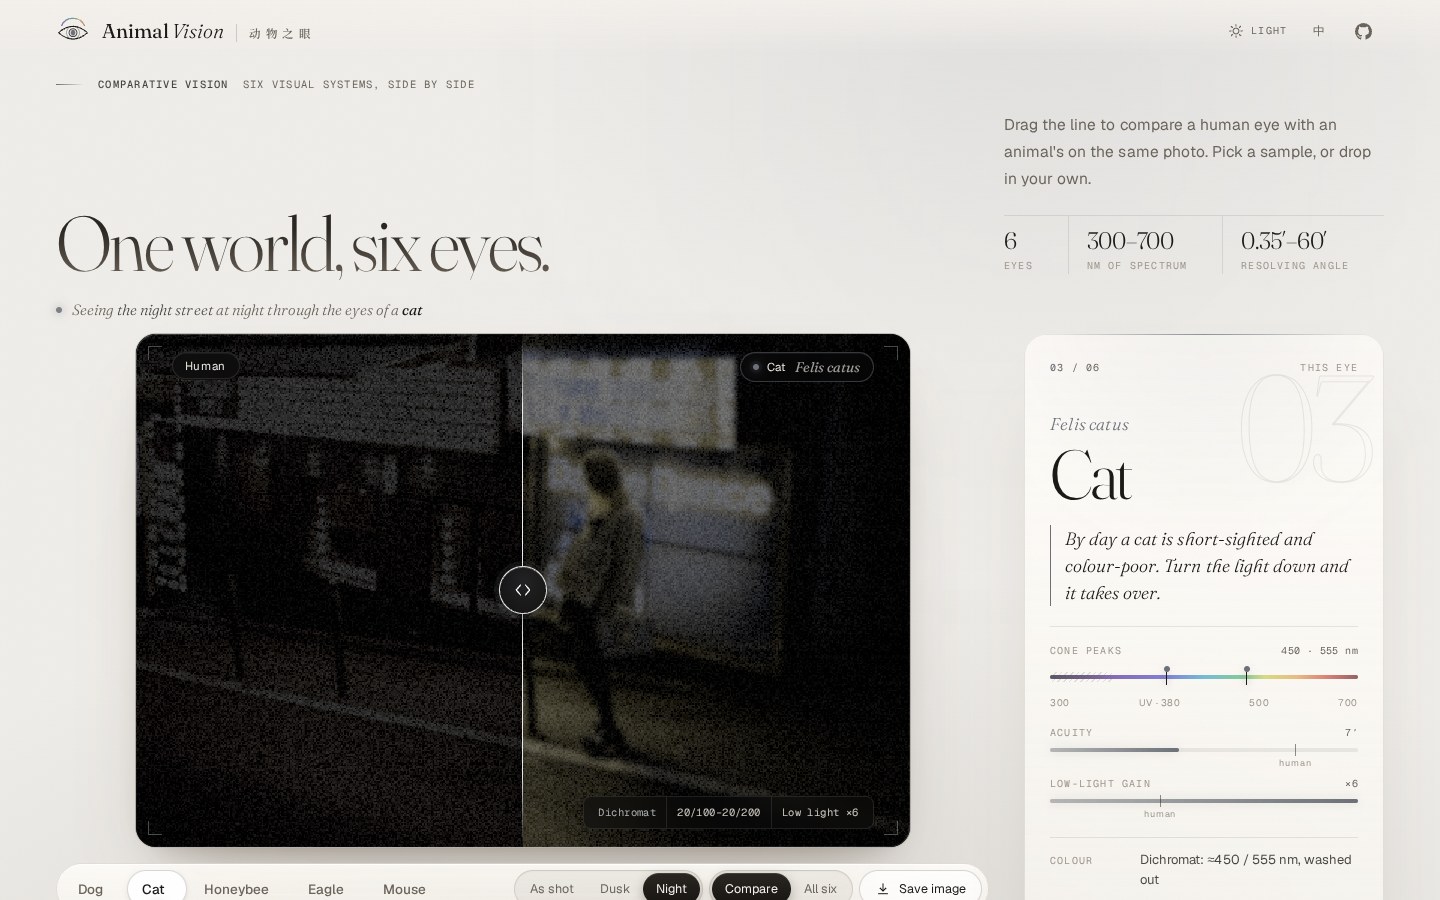 Animal Vision
动物之眼
LIGHT
中
COMPARATIVE VISION SIX VISUAL SYSTEMS, SIDE BY SIDE
Drag the line to compare a human eye with an
animal's on the same photo. Pick a sample, or drop
in your own.
One world, six eyes.
6
EYES
300–700
NM OF SPECTRUM
0.35′–60′
RESOLVING ANGLE
Seeing the night street at night through the eyes of a cat
Human
Cat Felis catus
Dichromat
20/100–20/200
Low light ×6
03 / 06
THIS EYE
03
Felis catus
Cat
By day a cat is short-sighted and
colour-poor. Turn the light down and
it takes over.
CONE PEAKS
450 · 555 nm
300
UV·380
500
700
ACUITY
7′
human
LOW-LIGHT GAIN
×6
human
COLOUR
Dichromat: ≈450 / 555 nm, washed
out
Dog
Cat
Honeybee
Eagle
Mouse
As shot
Dusk
Night
Compare
All six
Save image